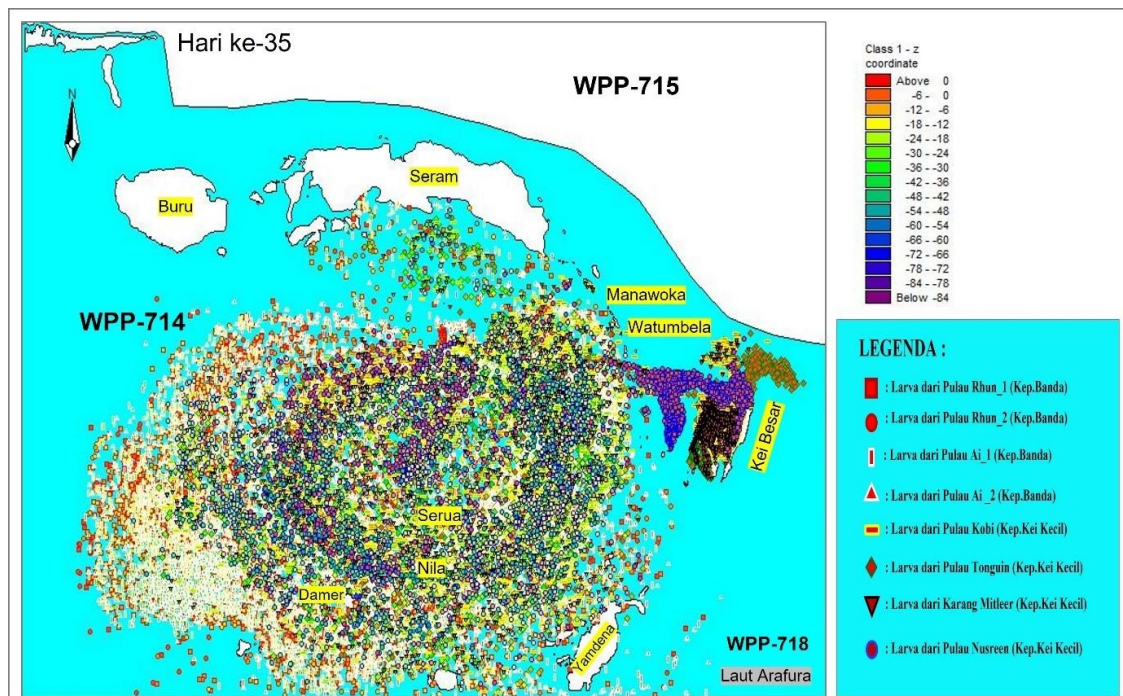 Hari ke-35
WPP-715
N
Seram
Buru
Manawoka
WPP-714
Watumbela
Kei Besar
Serua
Nila
Damer
Yamdena
WPP-718
Laut Arafura
Class 1 - z
coordinate
Above 0
-6 - 0
-12 - -6
-18 - -12
-24 - -18
-30 - -24
-36 - -30
-42 - -36
-48 - -42
-54 - -48
-60 - -54
-66 - -60
-72 - -66
-78 - -72
-84 - -78
Below -84
LEGENDA :
: Larva dari Pulau Rhun_1 (Kep.Banda)
: Larva dari Pulau Rhun_2 (Kep.Banda)
: Larva dari Pulau Ai_1 (Kep.Banda)
: Larva dari Pulau Ai_2 (Kep.Banda)
: Larva dari Pulau Kobi (Kep.Kei Kecil)
: Larva dari Pulau Tonguin (Kep.Kei Kecil)
: Larva dari Karang Mitleer (Kep.Kei Kecil)
: Larva dari Pulau Nusreen (Kep.Kei Kecil)